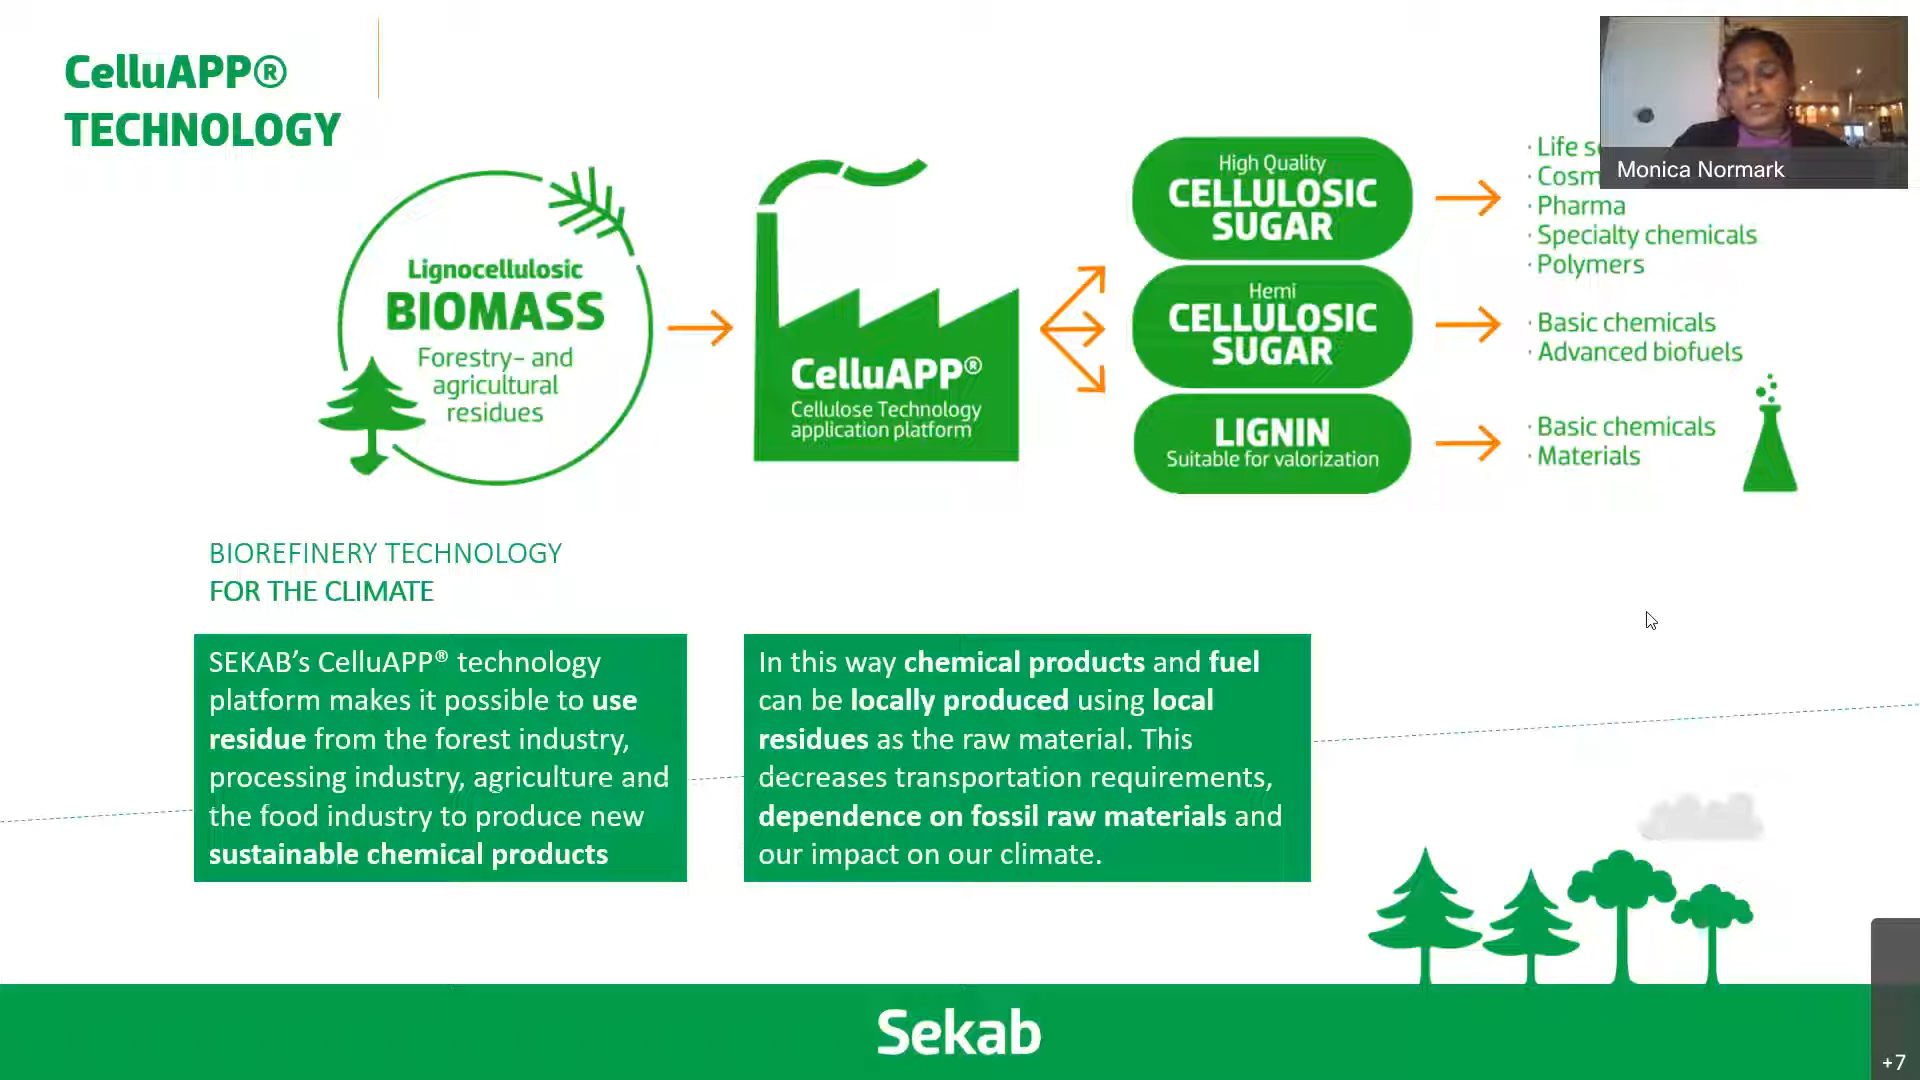 CelluAPP®
TECHNOLOGY
Lignocellulosic
BIOMASS
Forestry- and
agricultural
residues
CelluAPP®
Cellulose Technology
application platform
High Quality
CELLULOSIC
SUGAR
Hemi
CELLULOSIC
SUGAR
LIGNIN
Suitable for valorization
· Life
·
· Pharma
· Specialty chemicals
· Polymers
· Basic chemicals
· Advanced biofuels
· Basic chemicals
· Materials
Monica Normark
BIOREFINERY TECHNOLOGY
FOR THE CLIMATE
SEKAB’s CelluAPP® technology
platform makes it possible to use
residue from the forest industry,
processing industry, agriculture and
the food industry to produce new
sustainable chemical products
In this way chemical products and fuel
can be locally produced using local
residues as the raw material. This
decreases transportation requirements,
dependence on fossil raw materials and
our impact on our climate.
Sekab
+7